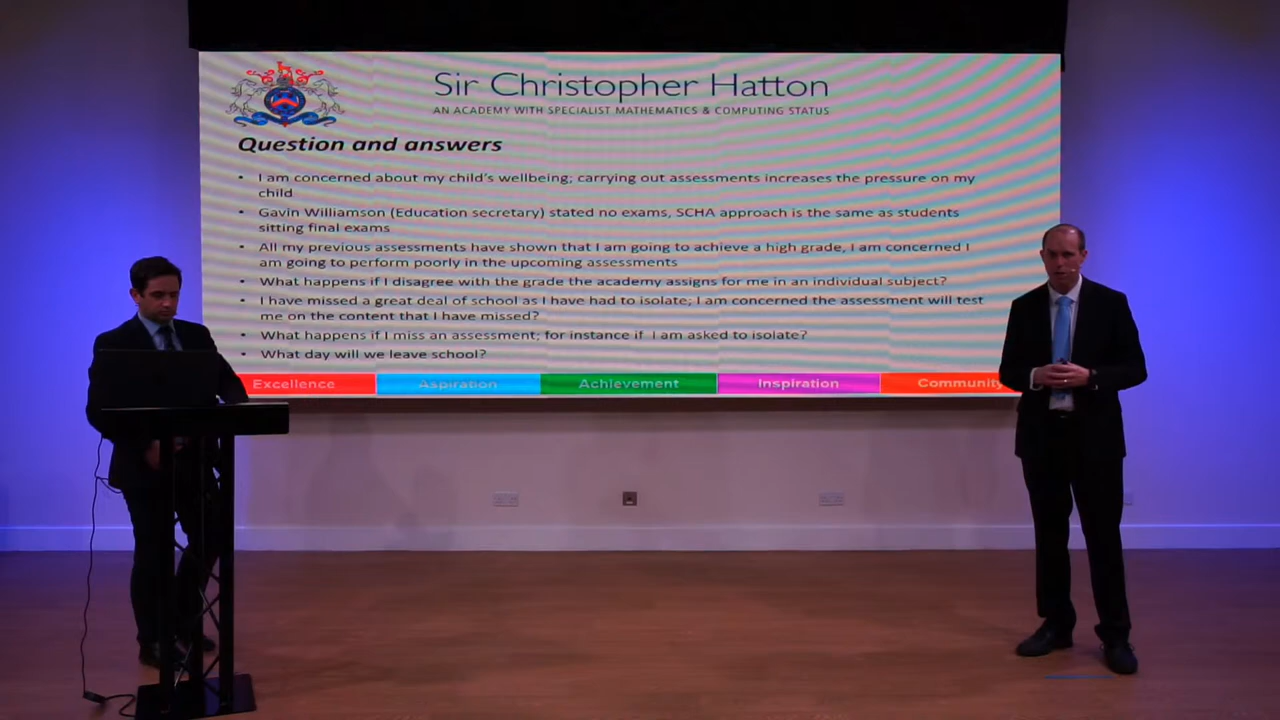 Sir Christopher Hatton
AN ACADEMY WITH SPECIALIST MATHEMATICS & COMPUTING STATUS
Question and answers
• I am concerned about my child's wellbeing; carrying out assessments increases the pressure on my
child
• Gavin Williamson (Education secretary) stated no exams, SCHA approach is the same as students
sitting final exams
• All my previous assessments have shown that I am going to achieve a high grade, I am concerned I
am going to perform poorly in the upcoming assessments
• What happens if I disagree with the grade the academy assigns for me in an individual subject?
• I have missed a great deal of school as I have had to isolate; I am concerned the assessment will test
me on the content that I have missed?
• What happens if I miss an assessment; for instance if I am asked to isolate?
• What day will we leave school?
Excellence Aspiration Achievement Inspiration Community